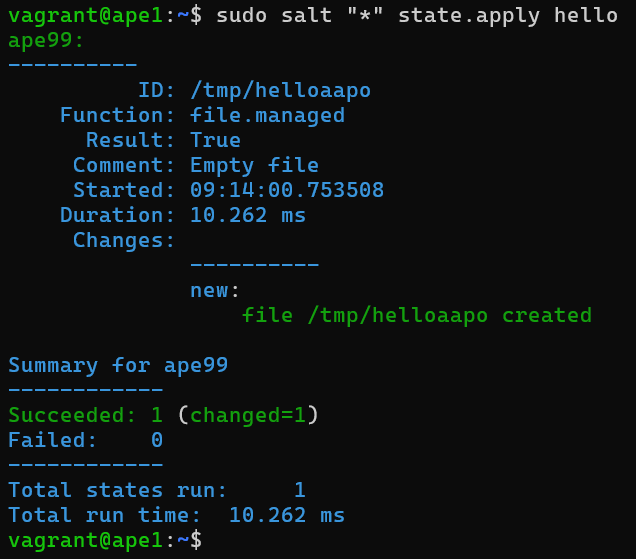 vagrant@ape1:~$ sudo salt "*" state.apply hello
ape99:
----------
          ID: /tmp/helloaapo
    Function: file.managed
      Result: True
     Comment: Empty file
     Started: 09:14:00.753508
    Duration: 10.262 ms
     Changes:
              ----------
              new:
                  file /tmp/helloaapo created

Summary for ape99
------------
Succeeded: 1 (changed=1)
Failed:    0
------------
Total states run:     1
Total run time:  10.262 ms
vagrant@ape1:~$